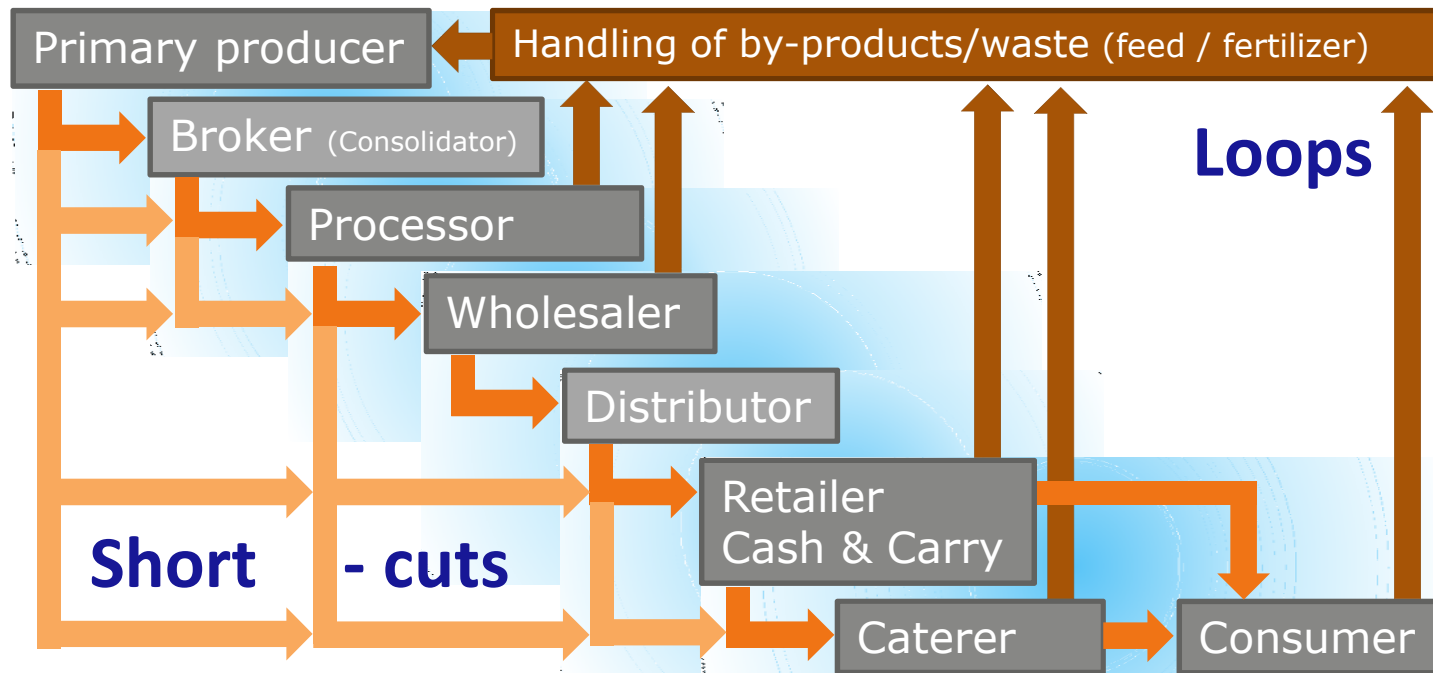 Primary producer
Handling of by-products/waste (feed / fertilizer)
Broker (Consolidator)
Loops
Processor
Wholesaler
Distributor
Retailer
Cash & Carry
Short - cuts
Caterer
Consumer